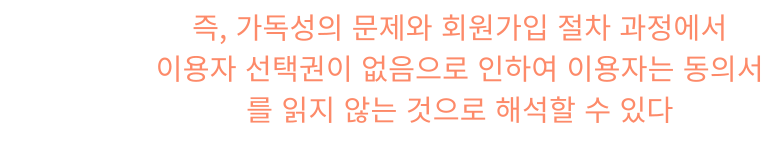 즉, 가독성의 문제와 회원가입 절차 과정에서
이용자 선택권이 없음으로 인하여 이용자는 동의서
를 읽지 않는 것으로 해석할 수 있다